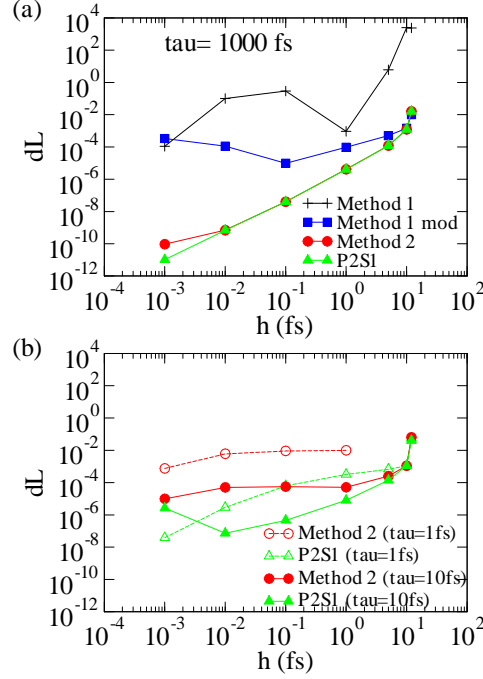 (a)
tau= 1000 fs
10^4
10^2
10^0
10^-2
10^-4
10^-6
10^-8
10^-10
10^-12
dL
Method 1
Method 1 mod
Method 2
P2S1
10^-4 10^-3 10^-2 10^-1 10^0 10^1 10^2
h (fs)
(b)
10^4
10^2
10^0
10^-2
10^-4
10^-6
10^-8
10^-10
10^-12
dL
Method 2 (tau=1fs)
P2S1 (tau=1fs)
Method 2 (tau=10fs)
P2S1 (tau=10fs)
10^-4 10^-3 10^-2 10^-1 10^0 10^1 10^2
h (fs)